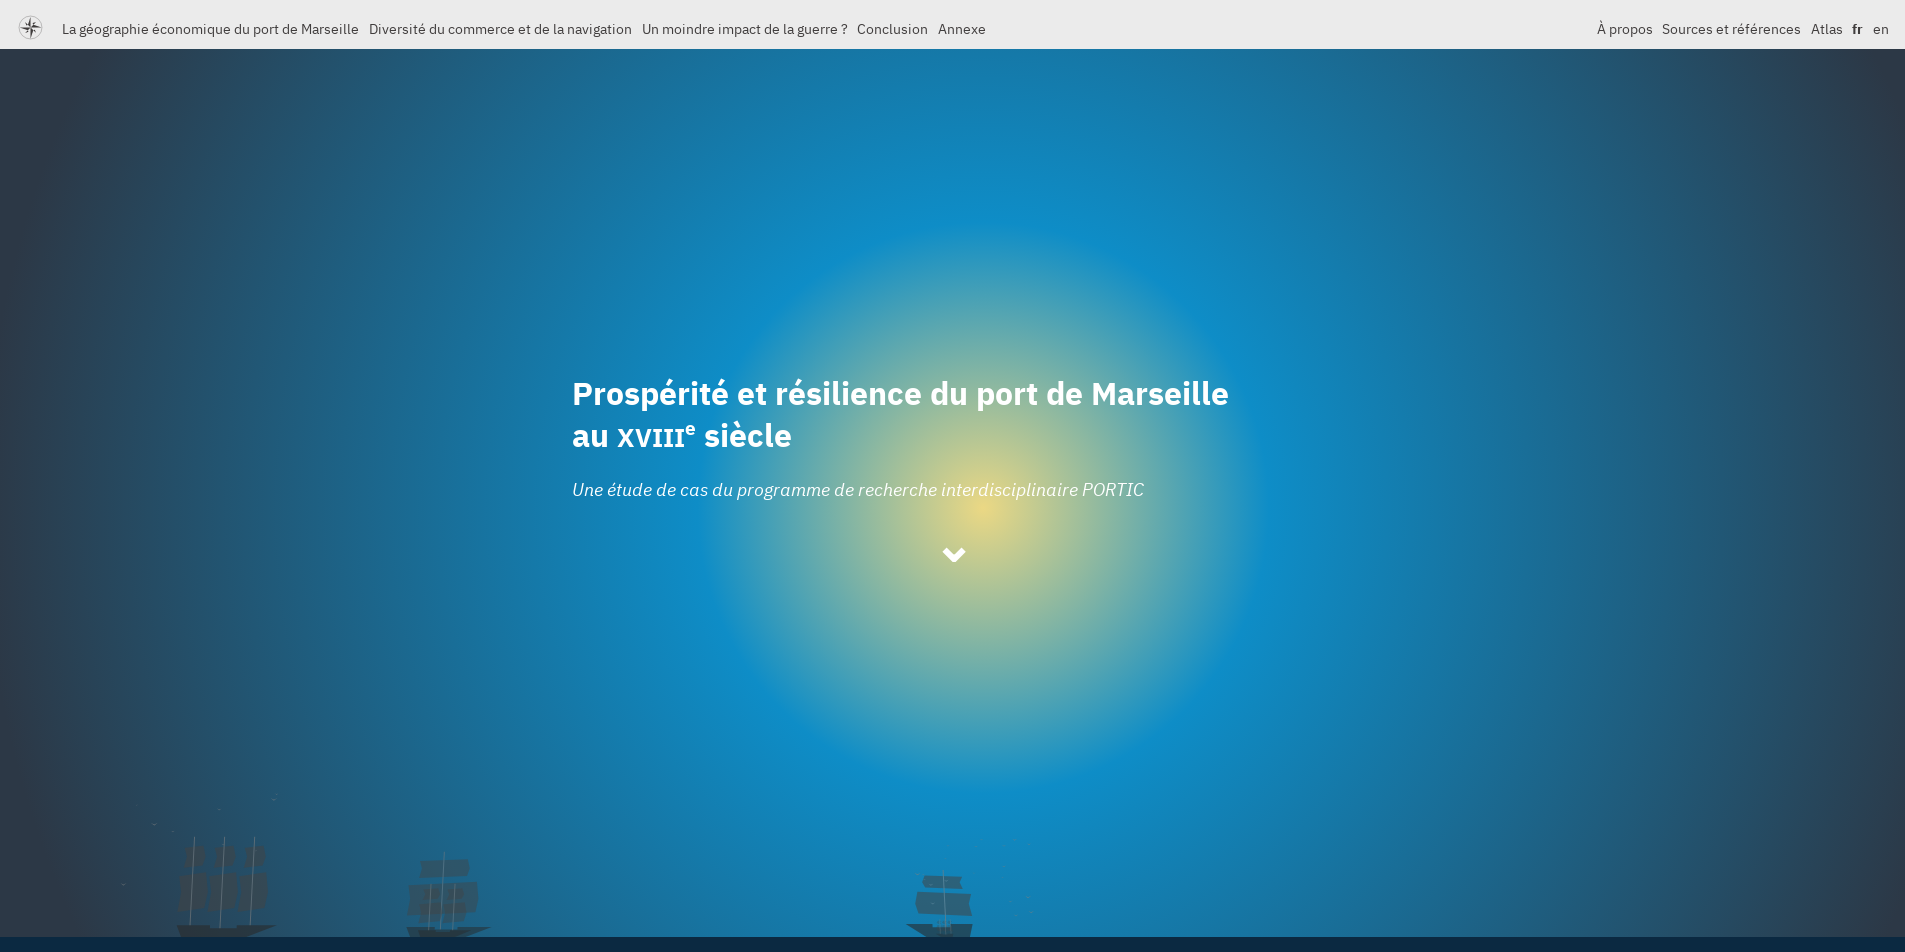 La géographie économique du port de Marseille Diversité du commerce et de la navigation Un moindre impact de la guerre ? Conclusion Annexe À propos Sources et références Atlas fr en
Prospérité et résilience du port de Marseille
au XVIIIe siècle
Une étude de cas du programme de recherche interdisciplinaire PORTIC